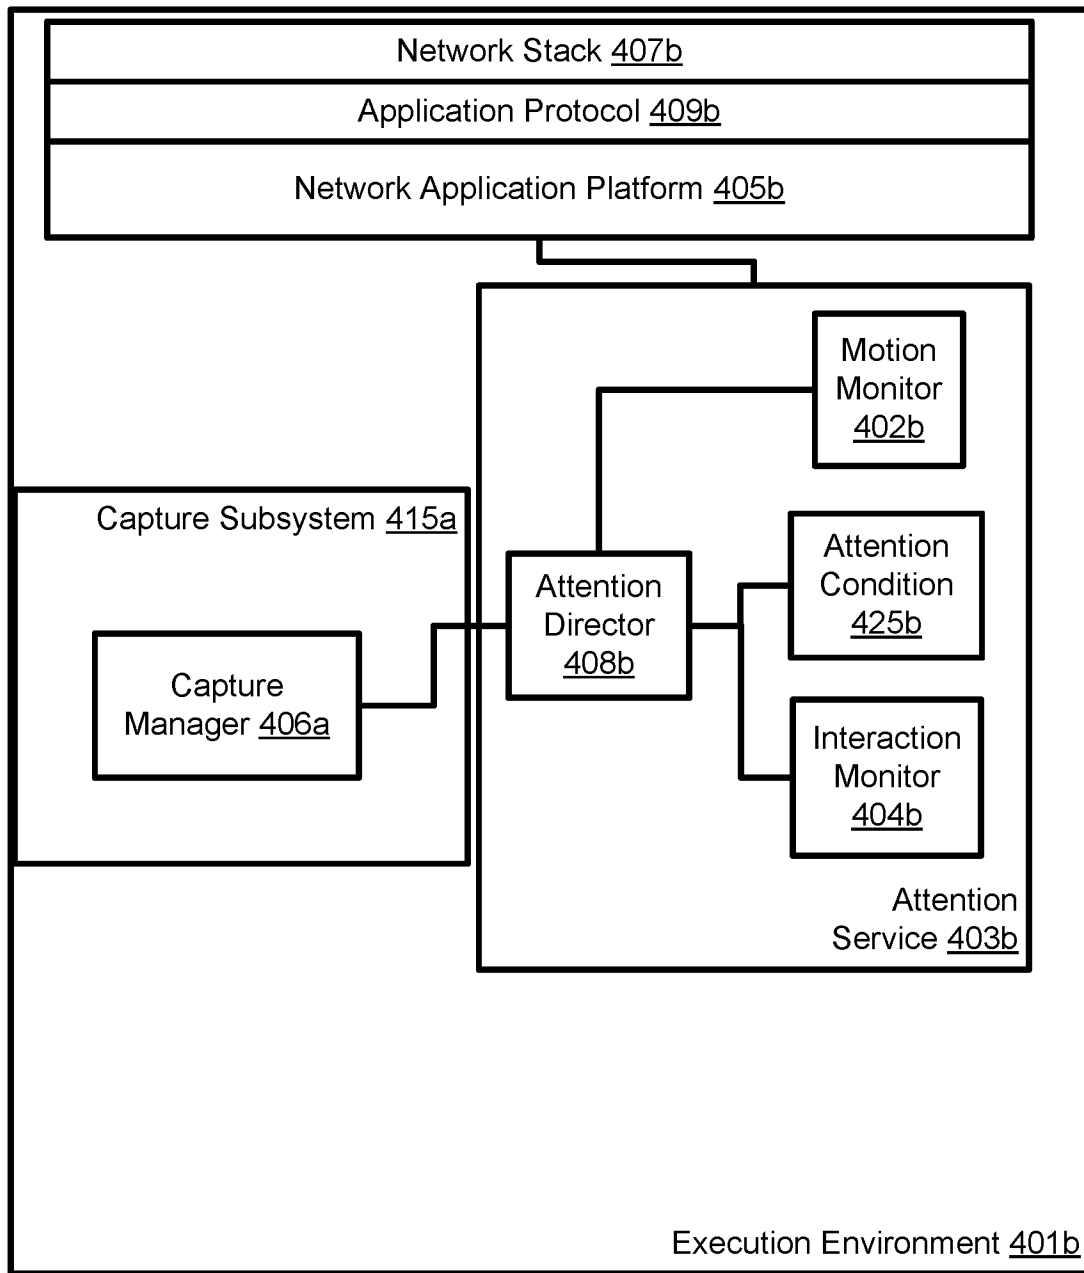 Network Stack 407b
Application Protocol 409b
Network Application Platform 405b
Motion
Monitor
402b
Capture Subsystem 415a
Attention
Condition
425b
Attention
Director
408b
Capture
Manager 406a
Interaction
Monitor
404b
Attention
Service 403b
Execution Environment 401b